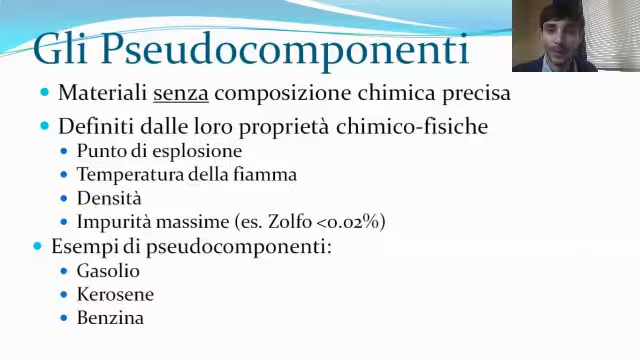 Gli Pseudocomponenti
Materiali senza composizione chimica precisa
Definiti dalle loro proprietà chimico-fisiche
Punto di esplosione
Temperatura della fiamma
Densità
Impurità massime (es. Zolfo <0.02%)
Esempi di pseudocomponenti:
Gasolio
Kerosene
Benzina